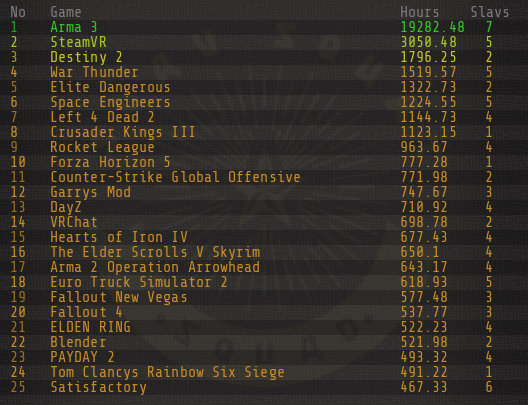 No Game Hours Slavs
1 Arma 3 19282.48 7
2 SteamVR 3050.48 5
3 Destiny 2 1796.25 2
4 War Thunder 1519.57 5
5 Elite Dangerous 1322.73 2
6 Space Engineers 1224.55 5
7 Left 4 Dead 2 1144.73 4
8 Crusader Kings III 1123.15 1
9 Rocket League 963.67 4
10 Forza Horizon 5 777.28 1
11 Counter-Strike Global Offensive 771.98 2
12 Garrys Mod 747.67 3
13 DayZ 710.92 4
14 VRChat 698.78 2
15 Hearts of Iron IV 677.43 4
16 The Elder Scrolls V Skyrim 650.1 4
17 Arma 2 Operation Arrowhead 643.17 4
18 Euro Truck Simulator 2 618.93 5
19 Fallout New Vegas 577.48 3
20 Fallout 4 537.77 3
21 ELDEN RING 522.23 4
22 Blender 521.98 2
23 PAYDAY 2 493.32 4
24 Tom Clancys Rainbow Six Siege 491.22 1
25 Satisfactory 467.33 6
SQUAD